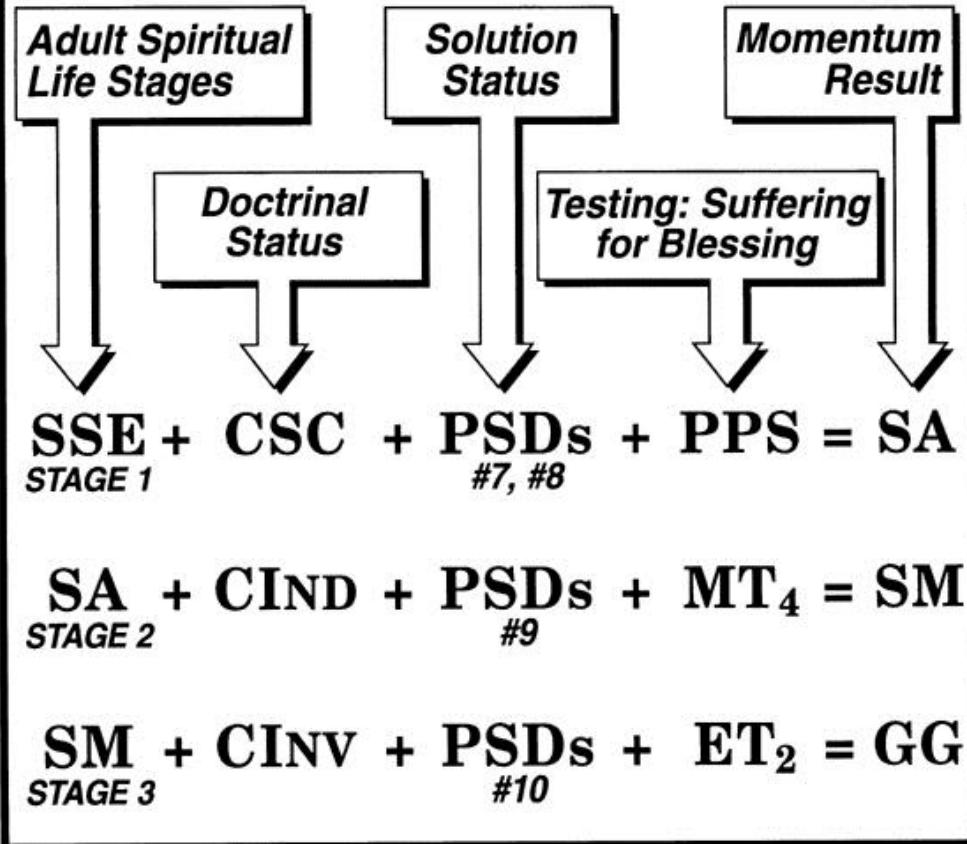 Adult Spiritual
Life Stages
Solution
Status
Momentum
Result
Doctrinal
Status
Testing: Suffering
for Blessing
SSE + CSC + PSDs + PPS = SA
STAGE 1 #7, #8
SA + CIND + PSDs + MT₄ = SM
STAGE 2 #9
SM + CINV + PSDs + ET₂ = GG
STAGE 3 #10